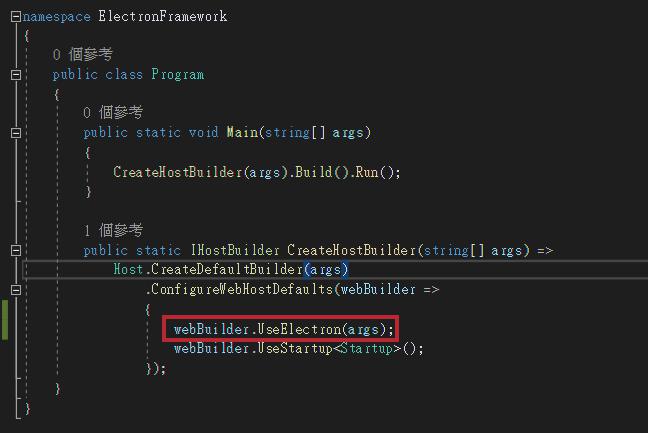 namespace ElectronFramework
{
0 個參考
public class Program
{
0 個參考
public static void Main(string[] args)
{
CreateHostBuilder(args).Build().Run();
}
1 個參考
public static IHostBuilder CreateHostBuilder(string[] args) =>
Host.CreateDefaultBuilder(args)
.ConfigureWebHostDefaults(webBuilder =>
{
webBuilder.UseElectron(args);
webBuilder.UseStartup<Startup>();
});
}
}